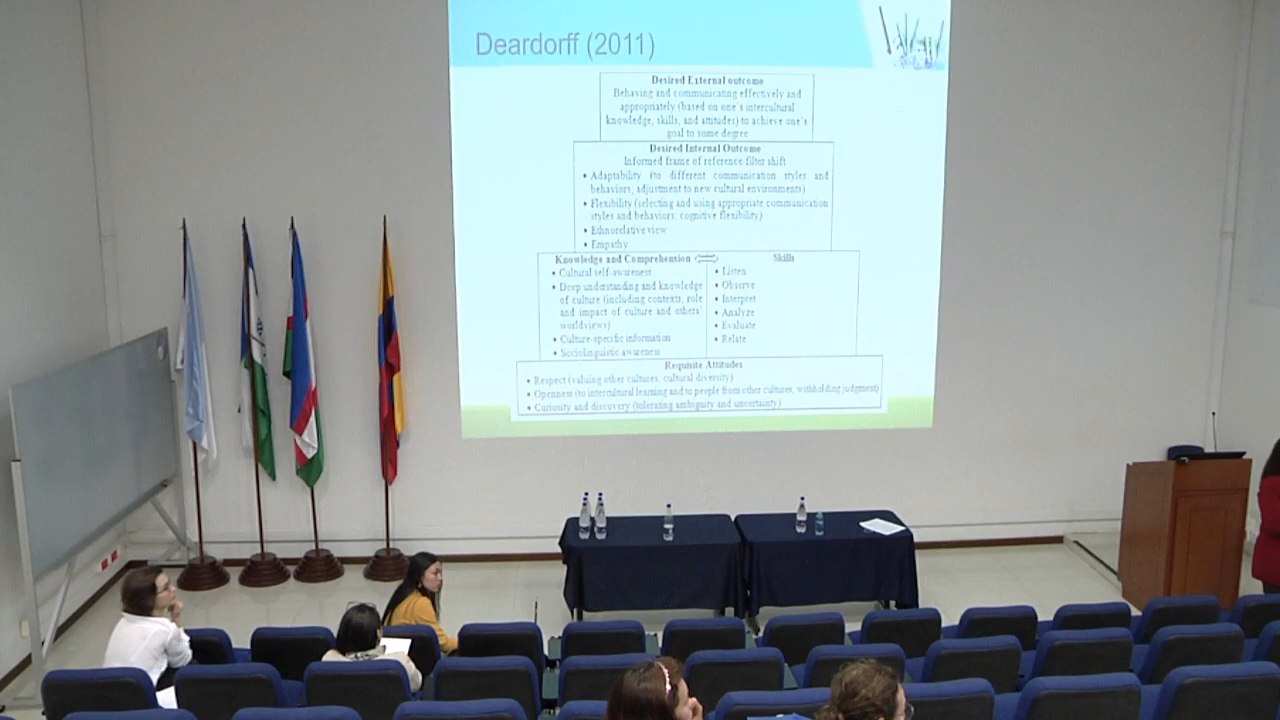 Deardorff (2011)
Desired External outcome
Behaving and communicating effectively and
appropriately (based on one's intercultural
knowledge, skills, and attitudes) to achieve one's
goal to some degree
Desired Internal Outcome
Informed frame of reference filter shift
• Adaptability (to different communication styles and
behaviors; adjustment to new cultural environments)
• Flexibility (selecting and using appropriate communication
styles and behaviors; cognitive flexibility)
• Ethnorelative view
• Empathy
Knowledge and Comprehension
• Cultural self-awareness
• Deep understanding and knowledge
of culture (including contexts, role
and impact of culture and others'
worldviews)
• Culture-specific information
• Sociolinguistic awareness
Skills
• Listen
• Observe
• Interpret
• Analyze
• Evaluate
• Relate
Requisite Attitudes
• Respect (valuing other cultures, cultural diversity)
• Openness (to intercultural learning and to people from other cultures, withholding judgment)
• Curiosity and discovery (tolerating ambiguity and uncertainty)